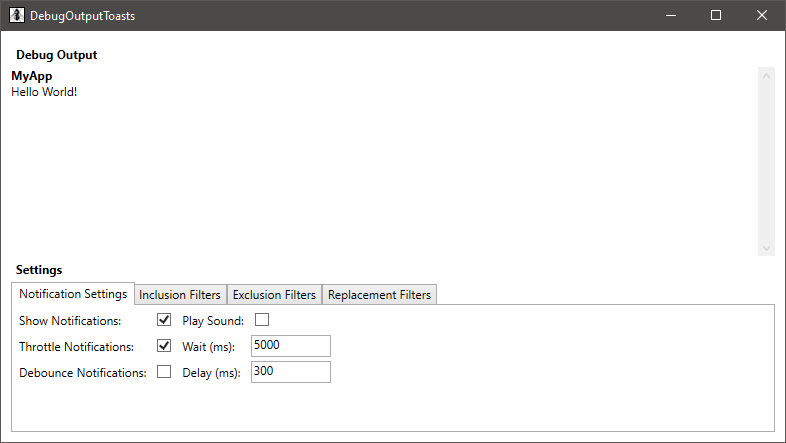 DebugOutputToasts
Debug Output
MyApp
Hello World!
Settings
Notification Settings Inclusion Filters Exclusion Filters Replacement Filters
Show Notifications: Play Sound:
Throttle Notifications: Wait (ms): 5000
Debounce Notifications: Delay (ms): 300